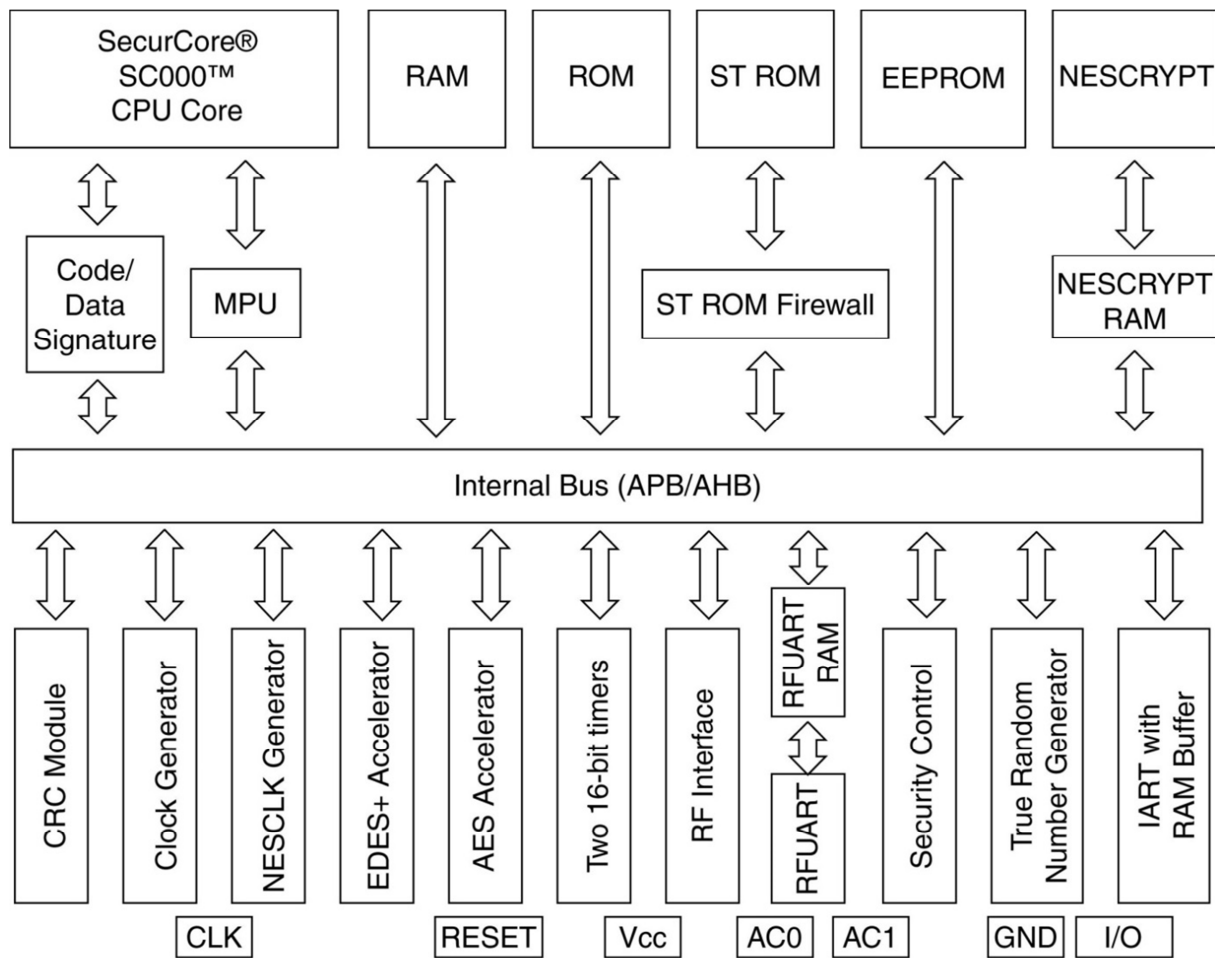 SecurCore®
SC000™
CPU Core
RAM
ROM
ST ROM
EEPROM
NESCRYPT
Code/
Data
Signature
MPU
ST ROM Firewall
NESCRYPT
RAM
Internal Bus (APB/AHB)
CRC Module
Clock Generator
NESCLK Generator
EDES+ Accelerator
AES Accelerator
Two 16-bit timers
RF Interface
RFUART
RAM
RFUART
Security Control
True Random
Number Generator
IART with
RAM Buffer
CLK
RESET
Vcc
AC0
AC1
GND
I/O